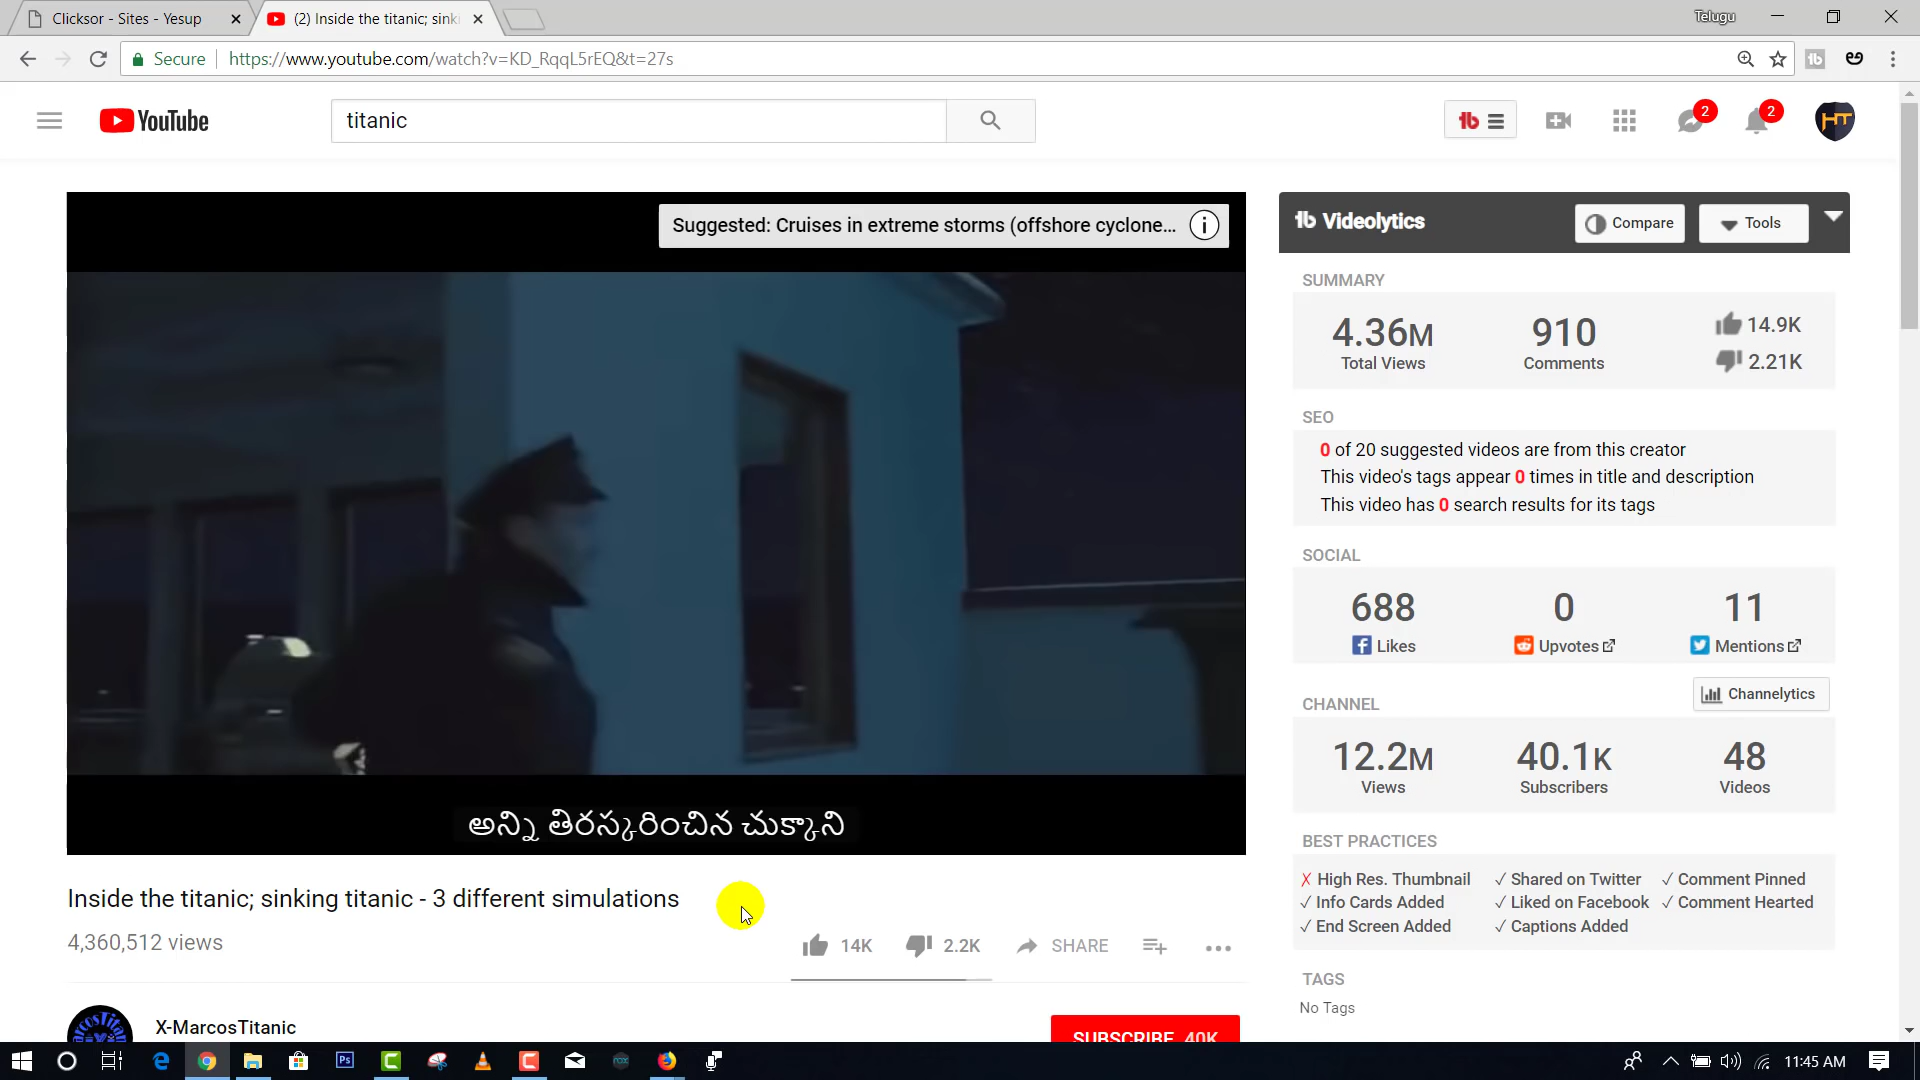 Clicksor - Sites - Yesup
(2) Inside the titanic; sink
Telugu
Secure
https://www.youtube.com/watch?v=KD_RqqL5rEQ&t=27s
YouTube
titanic
2
2
HT
Suggested: Cruises in extreme storms (offshore cyclone...
అన్ని తిరస్కరించిన చుక్కాని
Inside the titanic; sinking titanic - 3 different simulations
4,360,512 views
14K
2.2K
SHARE
X-MarcosTitanic
SUBSCRIBE 40K
Videolytics
Compare
Tools
SUMMARY
4.36M
Total Views
910
Comments
14.9K
2.21K
SEO
0 of 20 suggested videos are from this creator
This video's tags appear 0 times in title and description
This video has 0 search results for its tags
SOCIAL
688
Likes
0
Upvotes
11
Mentions
CHANNEL
Channelytics
12.2M
Views
40.1K
Subscribers
48
Videos
BEST PRACTICES
X High Res. Thumbnail
✓ Shared on Twitter
✓ Comment Pinned
✓ Info Cards Added
✓ Liked on Facebook
✓ Comment Hearted
✓ End Screen Added
✓ Captions Added
TAGS
No Tags
11:45 AM